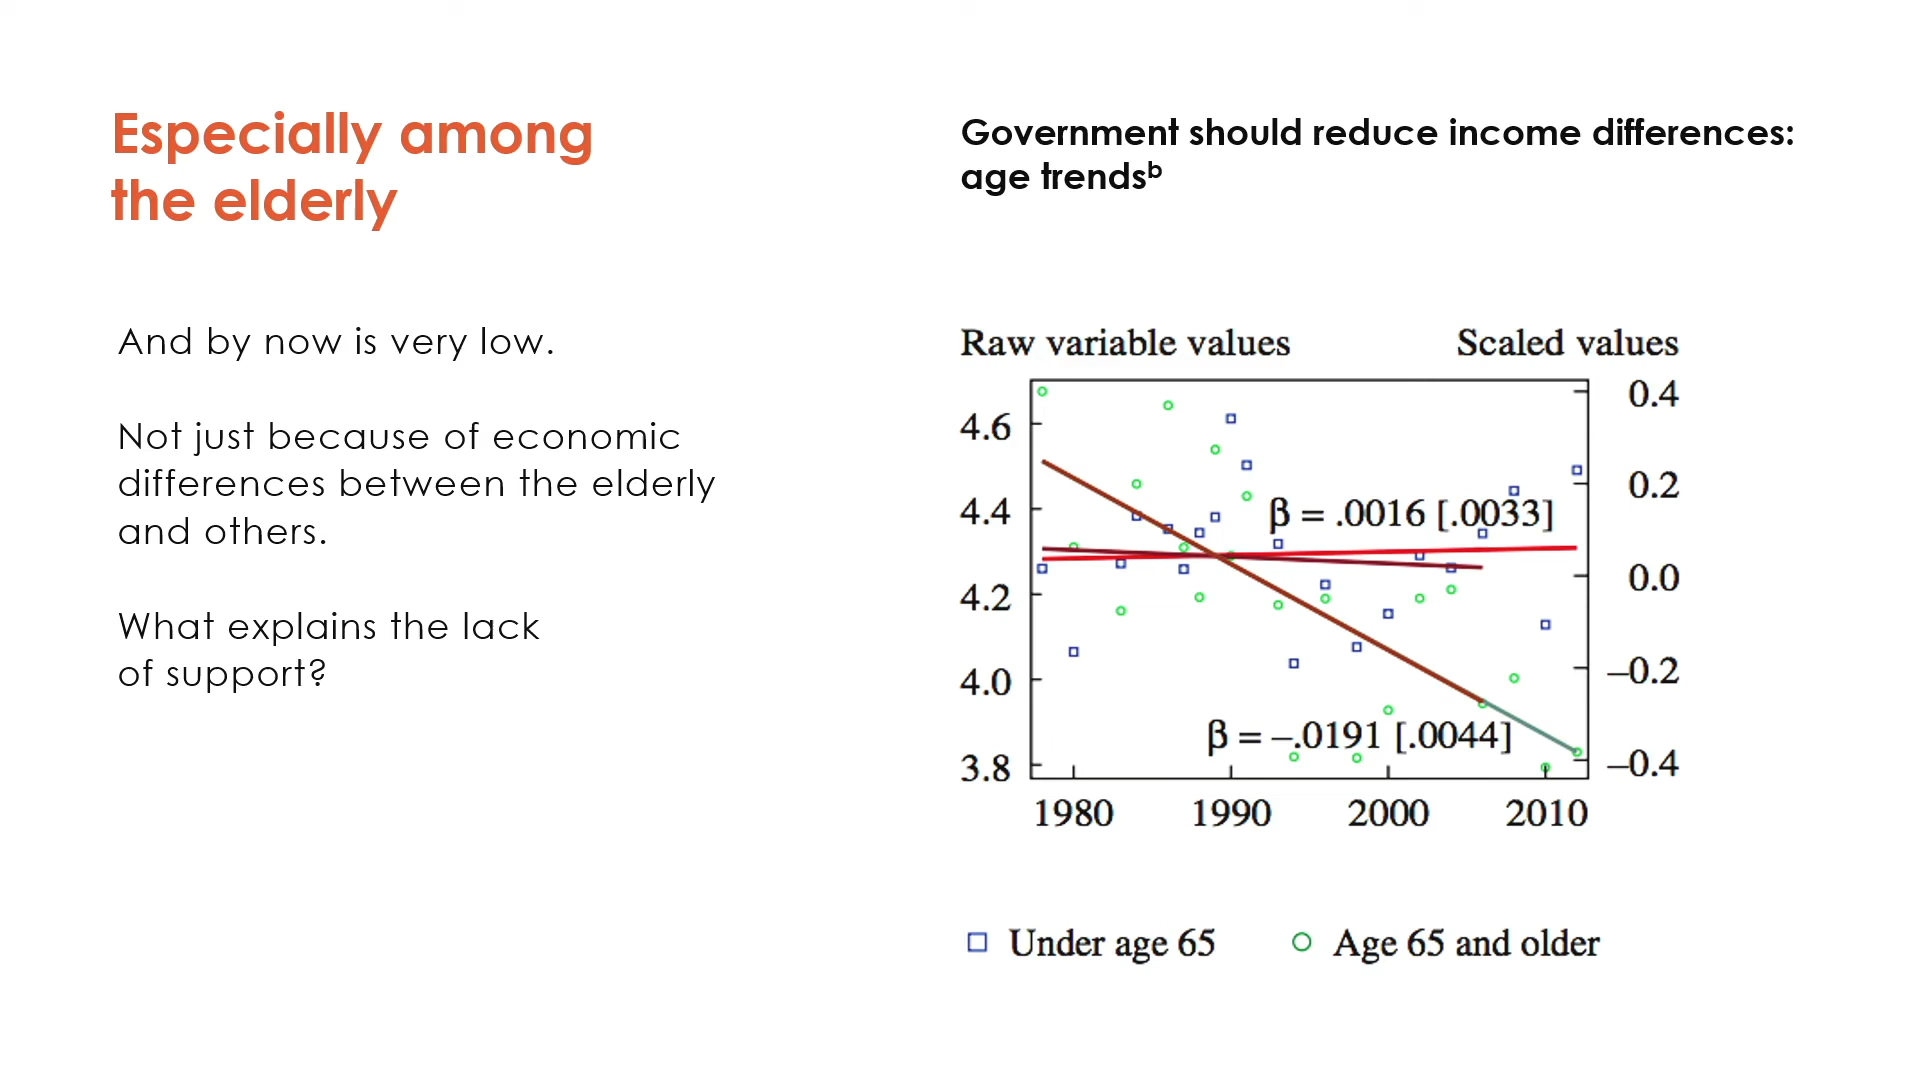 Especially among
the elderly
And by now is very low.
Not just because of economic
differences between the elderly
and others.
What explains the lack
of support?
Government should reduce income differences:
age trendsᵇ
Raw variable values
Scaled values
4.6
4.4
4.2
4.0
3.8
0.4
0.2
0.0
–0.2
–0.4
β = .0016 [.0033]
β = –.0191 [.0044]
1980 1990 2000 2010
Under age 65
Age 65 and older